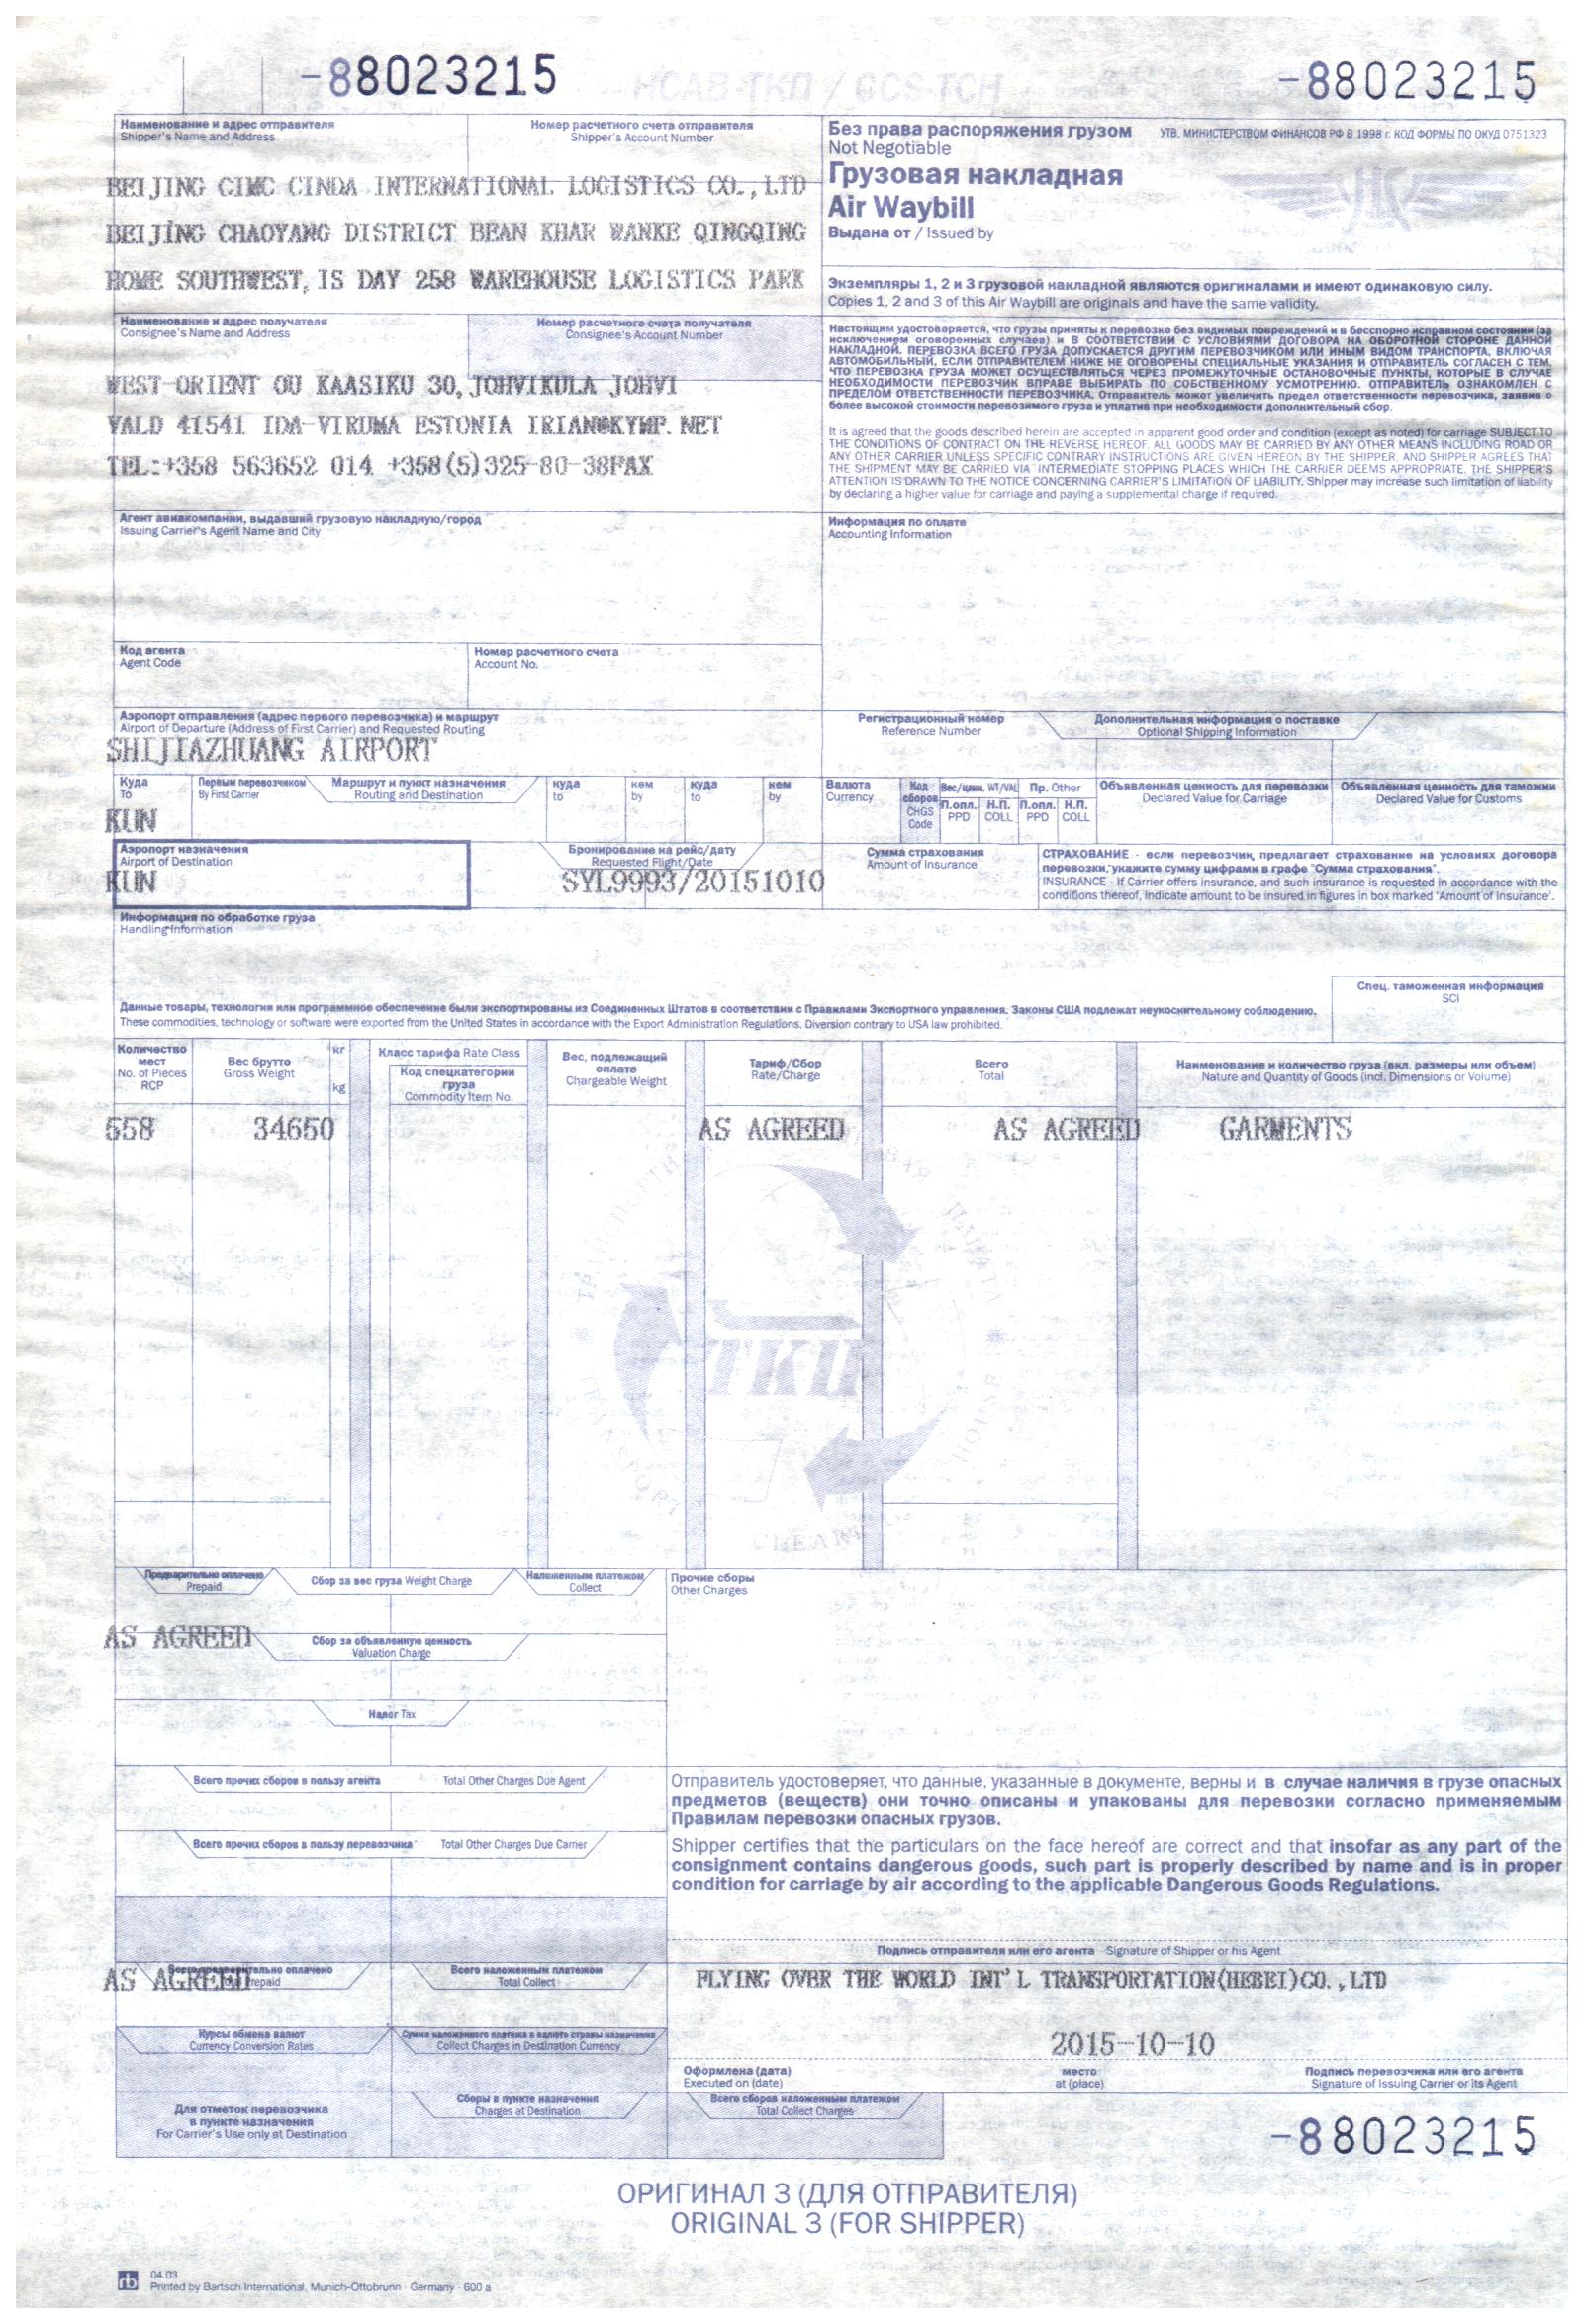 -88023215
НСАВ-ТКП / GCS-TCH
-88023215
Наименование и адрес отправителя
Shipper's Name and Address
Номер расчетного счета отправителя
Shipper's Account Number
BEIJING CIMC CINDA INTERNATIONAL LOGISTICS CO.,LTD
BEIJING CHAOYANG DISTRICT BEAN KHAR WANKE QINGQING
HOME SOUTHWEST, IS DAY 258 WAREHOUSE LOGISTICS PARK
Без права распоряжения грузом
Not Negotiable
УТВ. МИНИСТЕРСТВОМ ФИНАНСОВ РФ В 1998 г. КОД ФОРМЫ ПО ОКУД 0751323
Грузовая накладная
Air Waybill
Выдана от / Issued by
Экземпляры 1, 2 и 3 грузовой накладной являются оригиналами и имеют одинаковую силу.
Copies 1, 2 and 3 of this Air Waybill are originals and have the same validity.
Наименование и адрес получателя
Consignee's Name and Address
Номер расчетного счета получателя
Consignee's Account Number
WEST-ORIENT OU KAASIKU 30, JOHVIKULA JOHVI
VALD 41541 IDA-VIRUMA ESTONIA IRIAN@KYMP.NET
TEL:+358 563652 014 +358(5)325-80-38FAX
Настоящим удостоверяется, что грузы приняты к перевозке без видимых повреждений и в бесспорно исправном состоянии (за
исключением оговоренных случаев) и В СООТВЕТСТВИИ С УСЛОВИЯМИ ДОГОВОРА НА ОБОРОТНОЙ СТОРОНЕ ДАННОЙ
НАКЛАДНОЙ. ПЕРЕВОЗКА ВСЕГО ГРУЗА ДОПУСКАЕТСЯ ДРУГИМ ПЕРЕВОЗЧИКОМ ИЛИ ИНЫМ ВИДОМ ТРАНСПОРТА, ВКЛЮЧАЯ
АВТОМОБИЛЬНЫЙ, ЕСЛИ ОТПРАВИТЕЛЕМ НИЖЕ НЕ ОГОВОРЕНЫ СПЕЦИАЛЬНЫЕ УКАЗАНИЯ И ОТПРАВИТЕЛЬ СОГЛАСЕН С ТЕМ,
ЧТО ПЕРЕВОЗКА ГРУЗА МОЖЕТ ОСУЩЕСТВЛЯТЬСЯ ЧЕРЕЗ ПРОМЕЖУТОЧНЫЕ ОСТАНОВОЧНЫЕ ПУНКТЫ, КОТОРЫЕ В СЛУЧАЕ
НЕОБХОДИМОСТИ ПЕРЕВОЗЧИК ВПРАВЕ ВЫБИРАТЬ ПО СОБСТВЕННОМУ УСМОТРЕНИЮ. ОТПРАВИТЕЛЬ ОЗНАКОМЛЕН С
ПРЕДЕЛОМ ОТВЕТСТВЕННОСТИ ПЕРЕВОЗЧИКА. Отправитель может увеличить предел ответственности перевозчика, заявив о
более высокой стоимости перевозимого груза и уплатив при необходимости дополнительный сбор.
It is agreed that the goods described herein are accepted in apparent good order and condition (except as noted) for carriage SUBJECT TO
THE CONDITIONS OF CONTRACT ON THE REVERSE HEREOF. ALL GOODS MAY BE CARRIED BY ANY OTHER MEANS INCLUDING ROAD OR
ANY OTHER CARRIER UNLESS SPECIFIC CONTRARY INSTRUCTIONS ARE GIVEN HEREON BY THE SHIPPER, AND SHIPPER AGREES THAT
THE SHIPMENT MAY BE CARRIED VIA INTERMEDIATE STOPPING PLACES WHICH THE CARRIER DEEMS APPROPRIATE. THE SHIPPER'S
ATTENTION IS DRAWN TO THE NOTICE CONCERNING CARRIER'S LIMITATION OF LIABILITY. Shipper may increase such limitation of liability
by declaring a higher value for carriage and paying a supplemental charge if required.
Агент авиакомпании, выдавший грузовую накладную/город
Issuing Carrier's Agent Name and City
Информация по оплате
Accounting Information
Код агента
Agent Code
Номер расчетного счета
Account No.
Аэропорт отправления (адрес первого перевозчика) и маршрут
Airport of Departure (Address of First Carrier) and Requested Routing
SHIJIAZHUANG AIRPORT
Регистрационный номер
Reference Number
Дополнительная информация о поставке
Optional Shipping Information
Куда
To
KUN
Первым перевозчиком
By First Carrier
Маршрут и пункт назначения
Routing and Destination
куда
to
кем
by
куда
to
кем
by
Валюта
Currency
Код
сборов
CHGS
Code
Вес/ценн. WT/VAL
П.опл. Н.П.
PPD COLL
Пр. Other
П.опл. Н.П.
PPD COLL
Объявленная ценность для перевозки
Declared Value for Carriage
Объявленная ценность для таможни
Declared Value for Customs
Аэропорт назначения
Airport of Destination
KUN
Бронирование на рейс/дату
Requested Flight/Date
SYL9993/20151010
Сумма страхования
Amount of Insurance
СТРАХОВАНИЕ - если перевозчик предлагает страхование на условиях договора
перевозки, укажите сумму цифрами в графе "Сумма страхования".
INSURANCE - If Carrier offers insurance, and such insurance is requested in accordance with the
conditions thereof, indicate amount to be insured in figures in box marked 'Amount of Insurance'.
Информация по обработке груза
Handling Information
Спец. таможенная информация
SCI
Данные товары, технологии или программное обеспечение были экспортированы из Соединенных Штатов в соответствии с Правилами Экспортного управления. Законы США подлежат неукоснительному соблюдению.
These commodities, technology or software were exported from the United States in accordance with the Export Administration Regulations. Diversion contrary to USA law prohibited.
Количество
мест
No. of Pieces
RCP
Вес брутто
Gross Weight
кг
kg
Класс тарифа Rate Class
Код спецкатегории
груза
Commodity Item No.
Вес, подлежащий
оплате
Chargeable Weight
Тариф/Сбор
Rate/Charge
Всего
Total
Наименование и количество груза (вкл. размеры или объем)
Nature and Quantity of Goods (incl. Dimensions or Volume)
558 34650 AS AGREED AS AGREED GARMENTS
ТКП
Предварительно оплачено
Prepaid
Сбор за вес груза Weight Charge
Наложенным платежом
Collect
Прочие сборы
Other Charges
AS AGREED
Сбор за объявленную ценность
Valuation Charge
Налог Tax
Всего прочих сборов в пользу агента Total Other Charges Due Agent
Отправитель удостоверяет, что данные, указанные в документе, верны и в случае наличия в грузе опасных
предметов (веществ) они точно описаны и упакованы для перевозки согласно применяемым
Правилам перевозки опасных грузов.
Всего прочих сборов в пользу перевозчика Total Other Charges Due Carrier
Shipper certifies that the particulars on the face hereof are correct and that insofar as any part of the
consignment contains dangerous goods, such part is properly described by name and is in proper
condition for carriage by air according to the applicable Dangerous Goods Regulations.
Подпись отправителя или его агента Signature of Shipper or his Agent
Всего предварительно оплачено
Total Prepaid
AS AGREED
Всего наложенным платежом
Total Collect
FLYING OVER THE WORLD INT'L TRANSPORTATION(HEBEI)CO.,LTD
Курсы обмена валют
Currency Conversion Rates
Сумма наложенного платежа в валюте страны назначения
Collect Charges in Destination Currency
2015-10-10
Оформлена (дата)
Executed on (date)
место
at (place)
Подпись перевозчика или его агента
Signature of Issuing Carrier or its Agent
Для отметок перевозчика
в пункте назначения
For Carrier's Use only at Destination
Сборы в пункте назначения
Charges at Destination
Всего сборов наложенным платежом
Total Collect Charges
-88023215
ОРИГИНАЛ 3 (ДЛЯ ОТПРАВИТЕЛЯ)
ORIGINAL 3 (FOR SHIPPER)
04.03
Printed by Bartsch International, Munich-Ottobrunn - Germany - 600 a